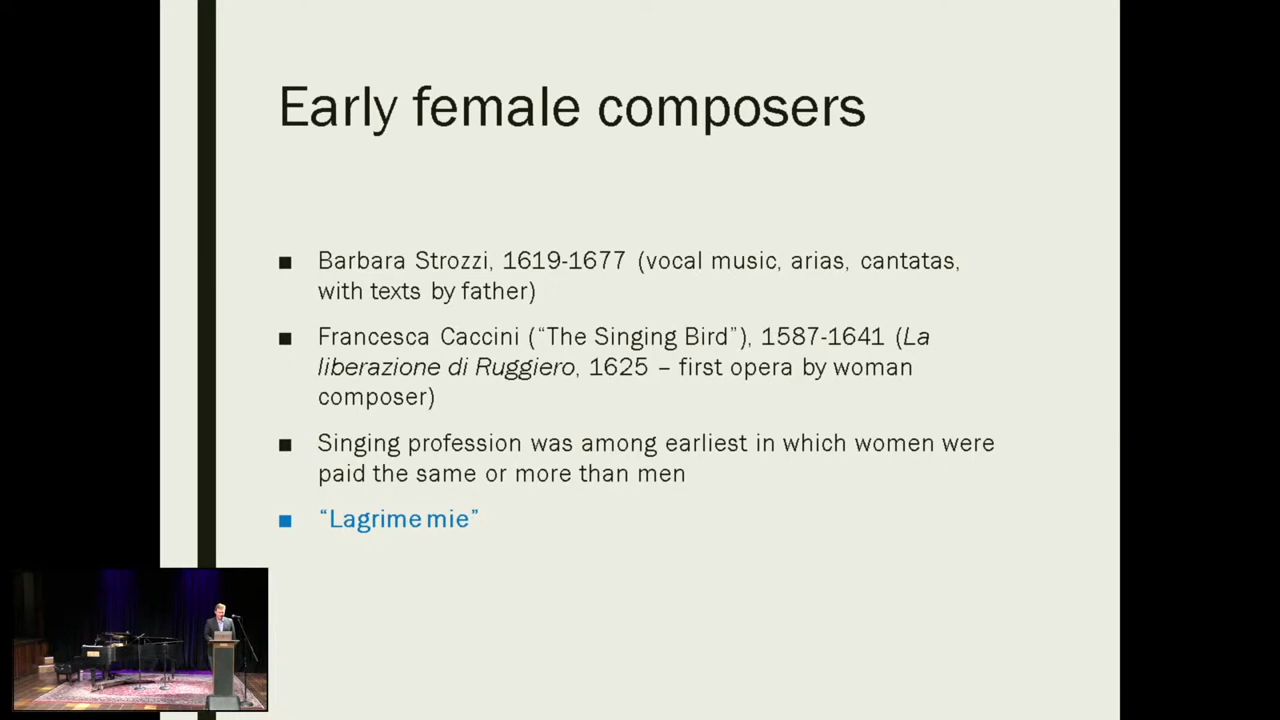 Early female composers
■ Barbara Strozzi, 1619-1677 (vocal music, arias, cantatas,
with texts by father)
■ Francesca Caccini (“The Singing Bird”), 1587-1641 (La
liberazione di Ruggiero, 1625 – first opera by woman
composer)
■ Singing profession was among earliest in which women were
paid the same or more than men
■ “Lagrime mie”